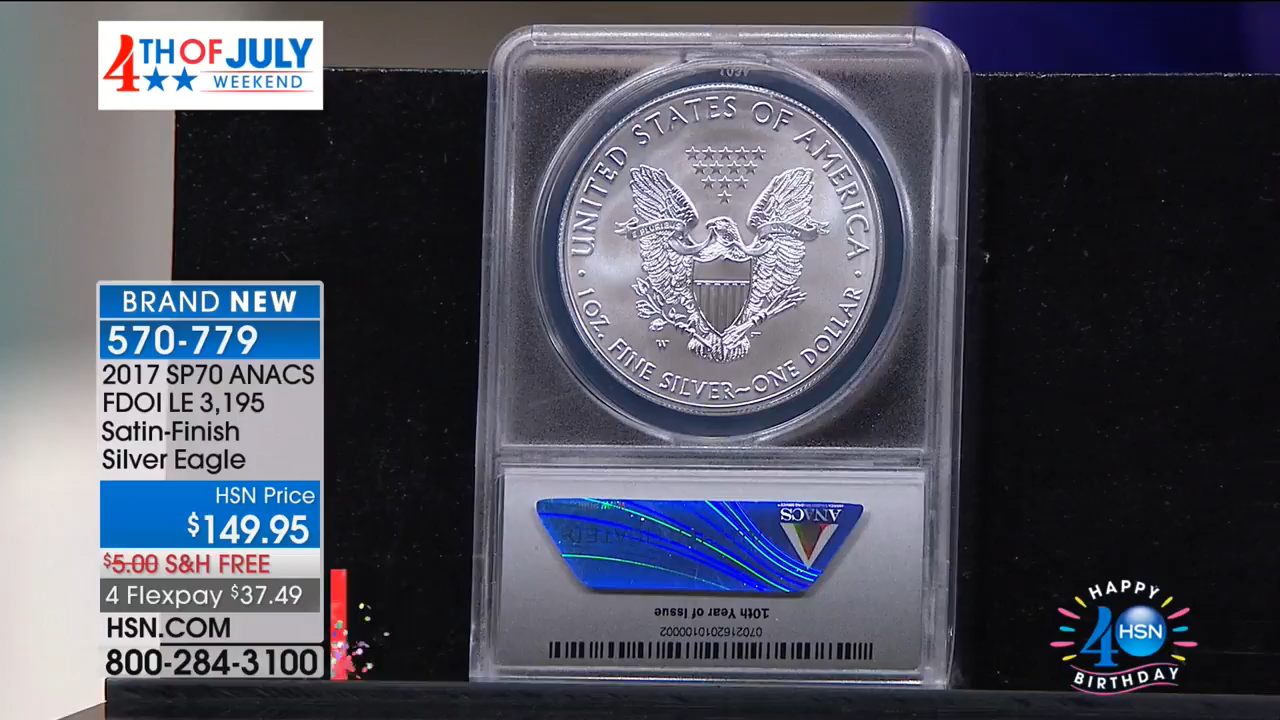 4TH OF JULY
WEEKEND
BRAND NEW
570-779
2017 SP70 ANACS
FDOI LE 3,195
Satin-Finish
Silver Eagle
HSN Price
$149.95
$5.00 S&H FREE
4 Flexpay $37.49
HSN.COM
800-284-3100
UNITED STATES OF AMERICA
E PLURIBUS UNUM
W
1 OZ. FINE SILVER~ONE DOLLAR
ANACS
10th Year of Issue
HAPPY
40 HSN
BIRTHDAY